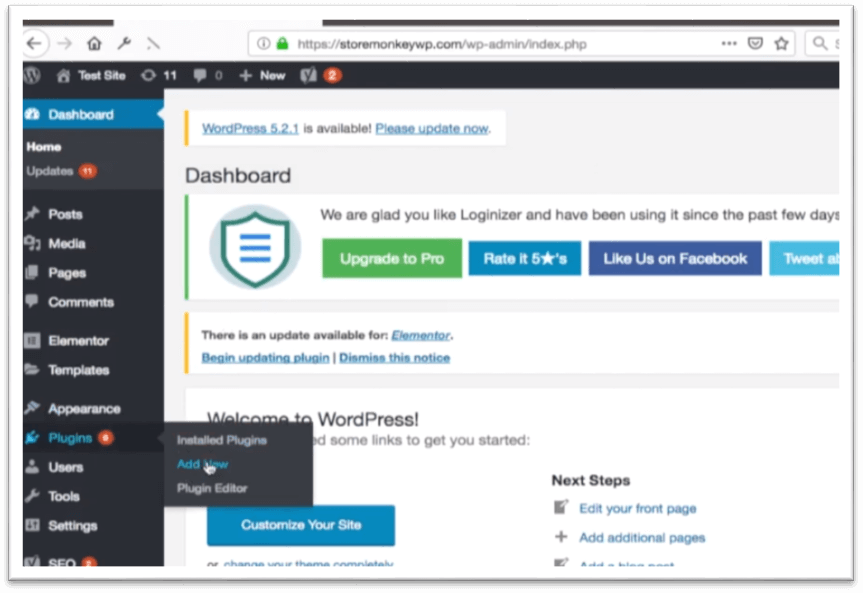 https://storemonkeywp.com/wp-admin/index.php
Test Site 11 0 + New 2
Dashboard
Home
Updates 11
Posts
Media
Pages
Comments
Elementor
Templates
Appearance
Plugins
Users
Tools
Settings
SEO 2
Installed Plugins
Add New
Plugin Editor
WordPress 5.2.1 is available! Please update now.
Dashboard
We are glad you like Loginizer and have been using it since the past few days
Upgrade to Pro
Rate it 5★'s
Like Us on Facebook
Tweet
There is an update available for: Elementor.
Begin updating plugin | Dismiss this notice
Welcome to WordPress!
some links to get you started:
Customize Your Site
or change your theme completely
Next Steps
Edit your front page
Add additional pages
Add a blog post